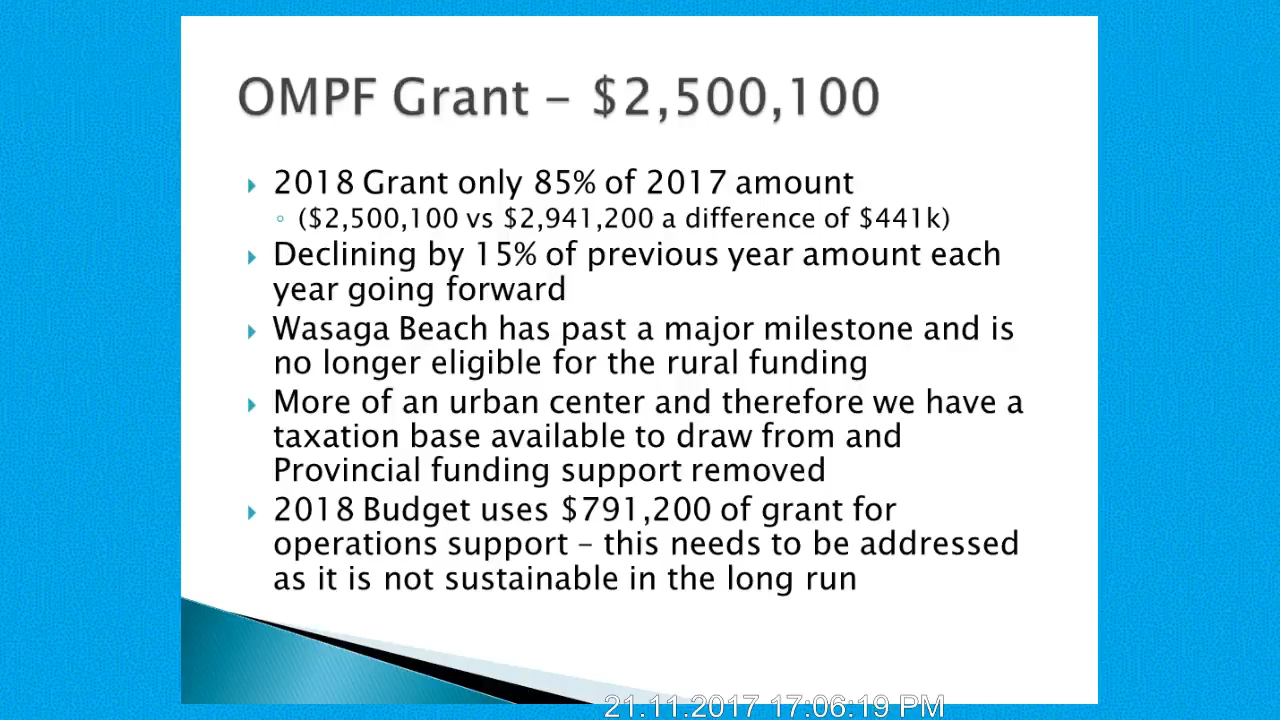 OMPF Grant - $2,500,100
2018 Grant only 85% of 2017 amount
($2,500,100 vs $2,941,200 a difference of $441k)
Declining by 15% of previous year amount each
year going forward
Wasaga Beach has past a major milestone and is
no longer eligible for the rural funding
More of an urban center and therefore we have a
taxation base available to draw from and
Provincial funding support removed
2018 Budget uses $791,200 of grant for
operations support – this needs to be addressed
as it is not sustainable in the long run
21.11.2017 17:06:19 PM